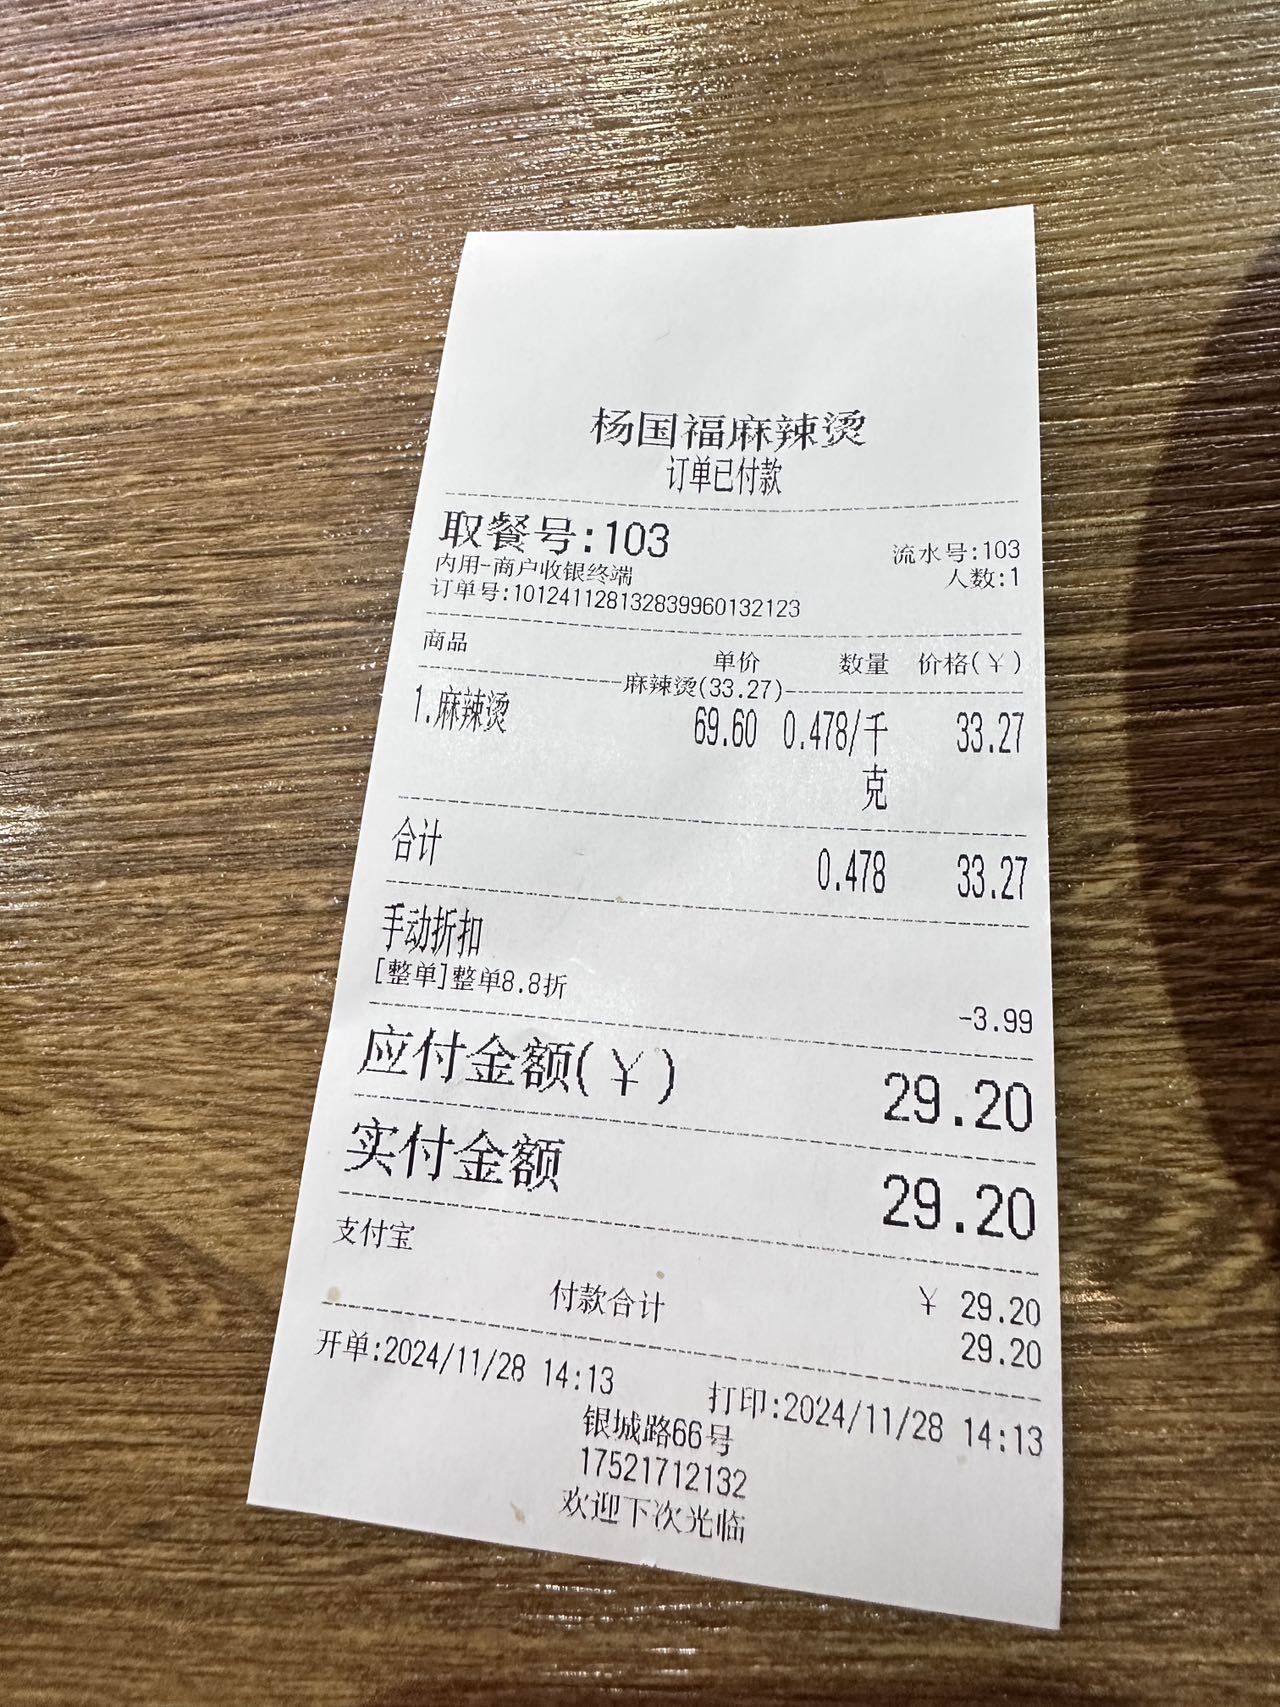 杨国福麻辣烫
订单已付款
取餐号:103
流水号:103
内用-商户收银终端
人数:1
订单号:10124112813283996013­2123
商品 单价 数量 价格(¥)
麻辣烫(33.27)
1.麻辣烫 69.60 0.478/千 33.27
克
合计 0.478 33.27
手动折扣
[整单]整单8.8折
-3.99
应付金额(¥) 29.20
实付金额 29.20
支付宝 ¥ 29.20
付款合计 29.20
开单:2024/11/28 14:13 打印:2024/11/28 14:13
银城路66号
17521712132
欢迎下次光临